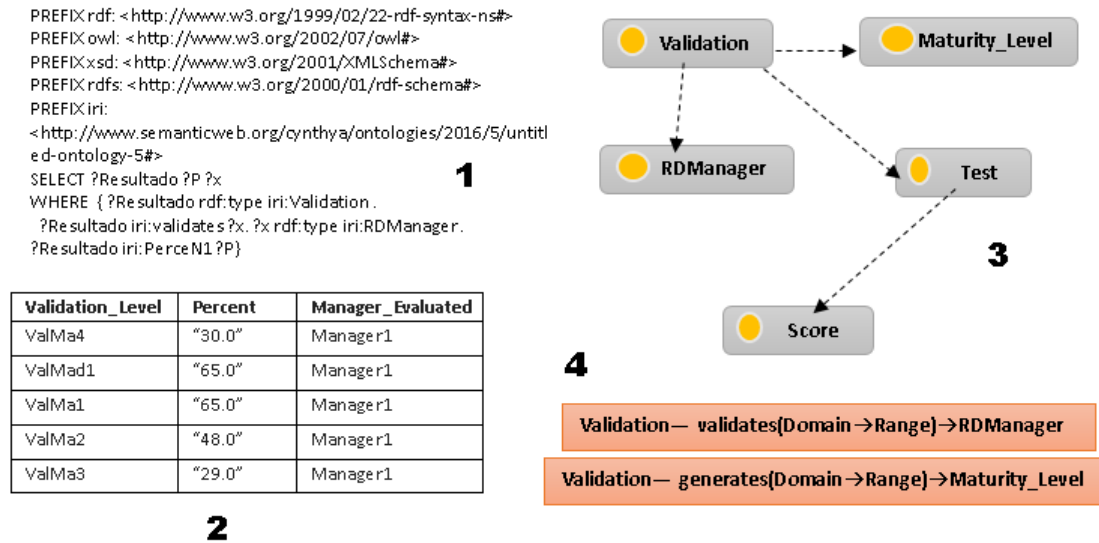 PREFIX rdf: <http://www.w3.org/1999/02/22-rdf-syntax-ns#>
PREFIX owl: <http://www.w3.org/2002/07/owl#>
PREFIX xsd: <http://www.w3.org/2001/XMLSchema#>
PREFIX rdfs: <http://www.w3.org/2000/01/rdf-schema#>
PREFIX iri:
<http://www.semanticweb.org/cynthya/ontologies/2016/5/untitl
ed-ontology-5#>
SELECT ?Resultado ?P ?x
WHERE { ?Resultado rdf:type iri:Validation .
?Resultado iri:validates ?x. ?x rdf:type iri:RDManager.
?Resultado iri:PerceN1 ?P}
1
Validation_Level Percent Manager_Evaluated
ValMa4 "30.0" Manager1
ValMad1 "65.0" Manager1
ValMa1 "65.0" Manager1
ValMa2 "48.0" Manager1
ValMa3 "29.0" Manager1
2
Validation
Maturity_Level
RDManager
Test
3
Score
4
Validation— validates(Domain→Range)→RDManager
Validation— generates(Domain→Range)→Maturity_Level